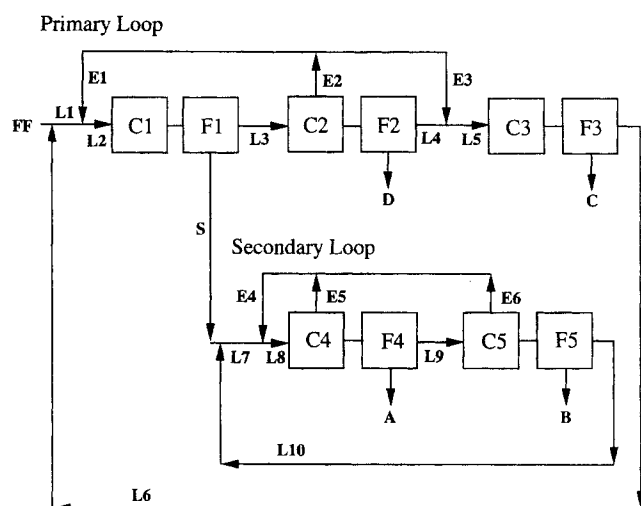 Primary Loop
E1 E2 E3
FF L1 L2 C1 F1 L3 C2 F2 L4 L5 C3 F3
D C
S
Secondary Loop
E4 E5 E6
L7 L8 C4 F4 L9 C5 F5
A B
L10
L6